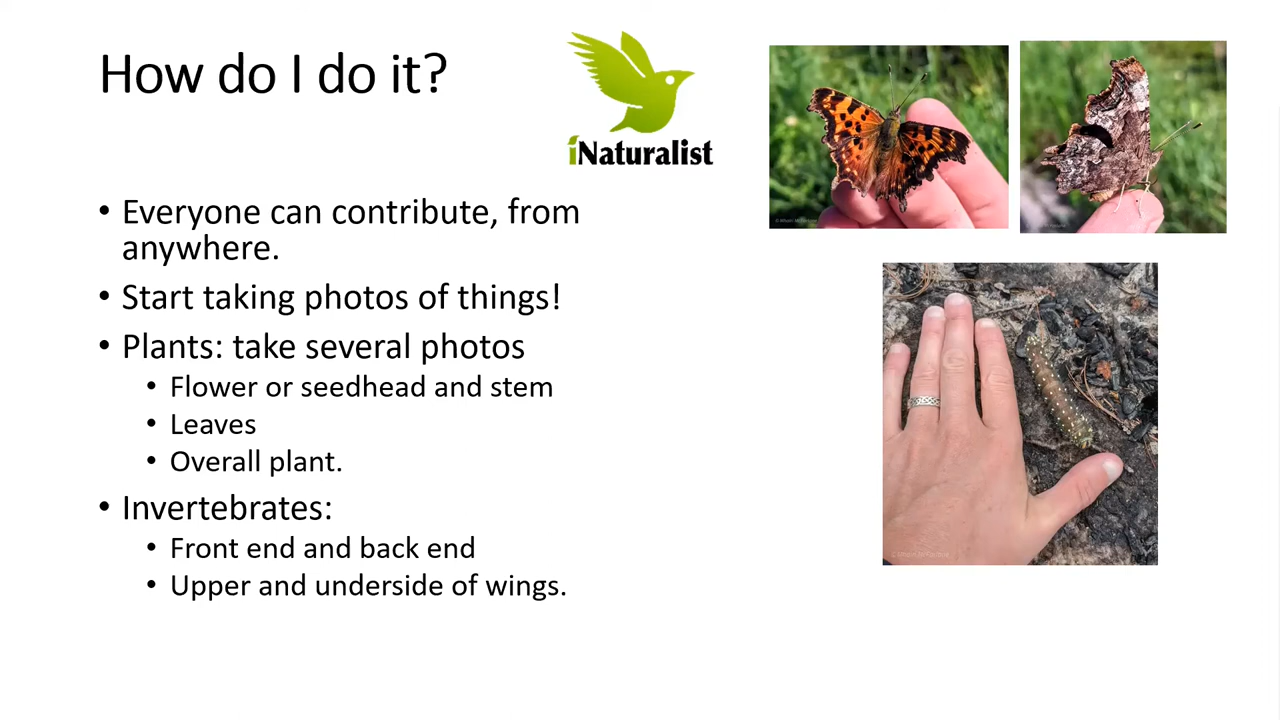 How do I do it?
iNaturalist
• Everyone can contribute, from
anywhere.
• Start taking photos of things!
• Plants: take several photos
• Flower or seedhead and stem
• Leaves
• Overall plant.
• Invertebrates:
• Front end and back end
• Upper and underside of wings.